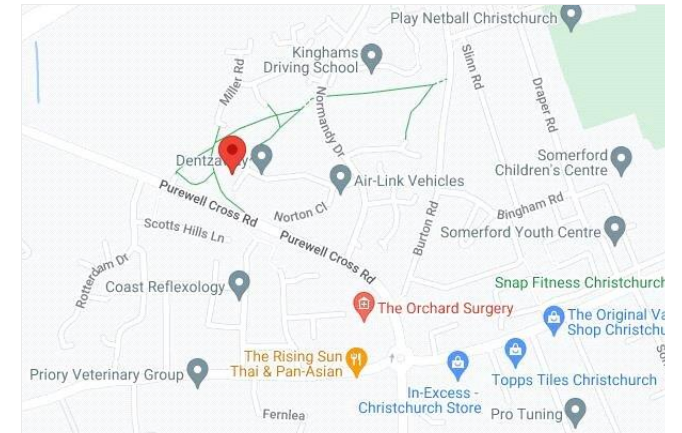 Play Netball Christchurch
Kinghams
Driving School
Miller Rd
Slinn Rd
Draper Rd
Normandy Dr
Somerford
Children's Centre
Air-Link Vehicles
Purewell Cross Rd
Norton Cl
Bingham Rd
Scotts Hills Ln
Burton Rd
Somerford Youth Centre
Purewell Cross Rd
Rotterdam Dr
Coast Reflexology
Snap Fitness Christchurch
The Orchard Surgery
The Original Va
Shop Christchu
The Rising Sun
Thai & Pan-Asian
Priory Veterinary Group
Topps Tiles Christchurch
In-Excess -
Christchurch Store
Fernlea
Pro Tuning